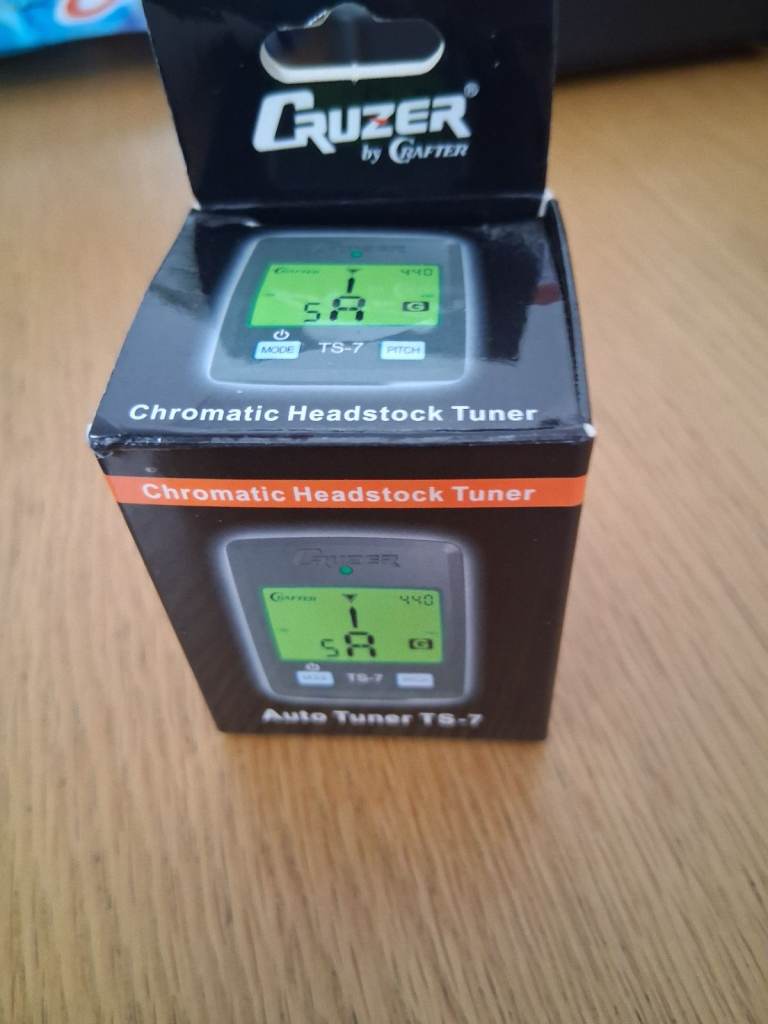 CRUZER®
by CRAFTER
CRAFTER 440
5A G
MODE TS-7 PITCH
Chromatic Headstock Tuner
Chromatic Headstock Tuner
CRUZER
CRAFTER 440
5A G
TS-7
Auto Tuner TS-7